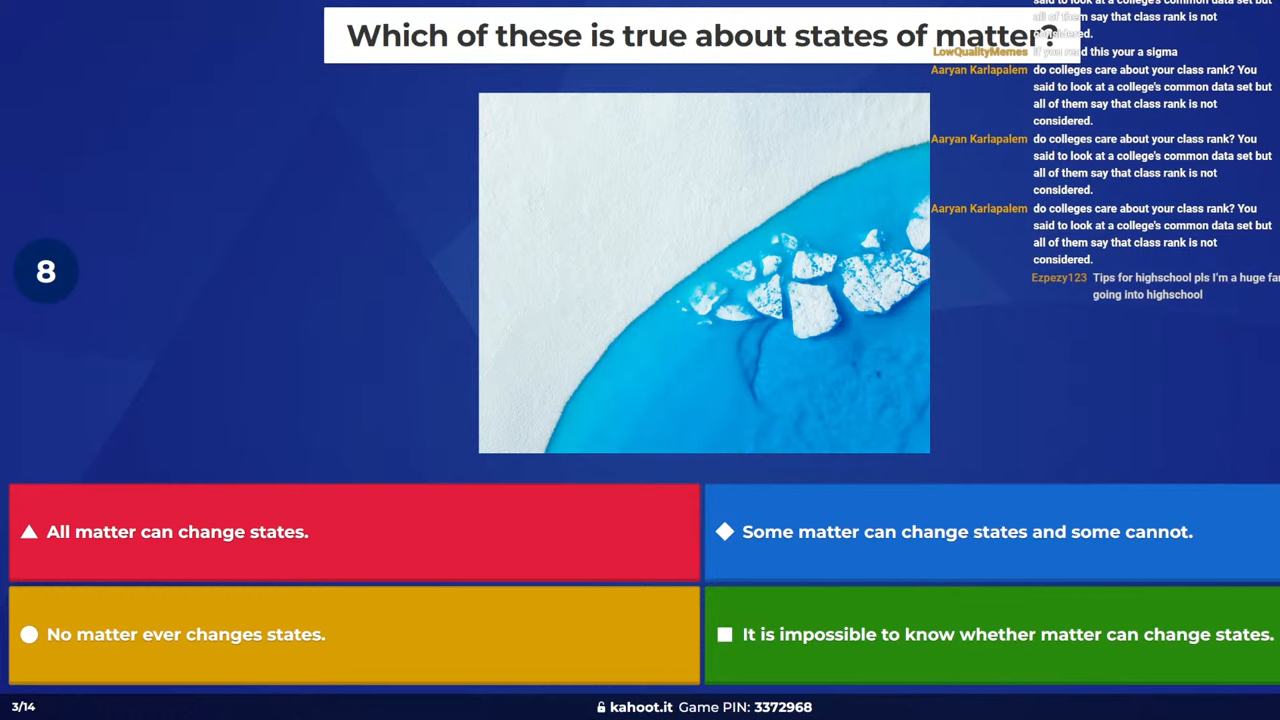 Which of these is true about states of matter?
said to look at a college's common data set but
all of them say that class rank is not
considered.
LowQualityMemes if you read this your a sigma
Aaryan Karlapalem do colleges care about your class rank? You
said to look at a college's common data set but
all of them say that class rank is not
considered.
Aaryan Karlapalem do colleges care about your class rank? You
said to look at a college's common data set but
all of them say that class rank is not
considered.
Aaryan Karlapalem do colleges care about your class rank? You
said to look at a college's common data set but
all of them say that class rank is not
considered.
Ezpezy123 Tips for highschool pls I'm a huge
going into highschool
8
All matter can change states.
Some matter can change states and some cannot.
No matter ever changes states.
It is impossible to know whether matter can change states.
3/14
kahoot.it Game PIN: 3372968